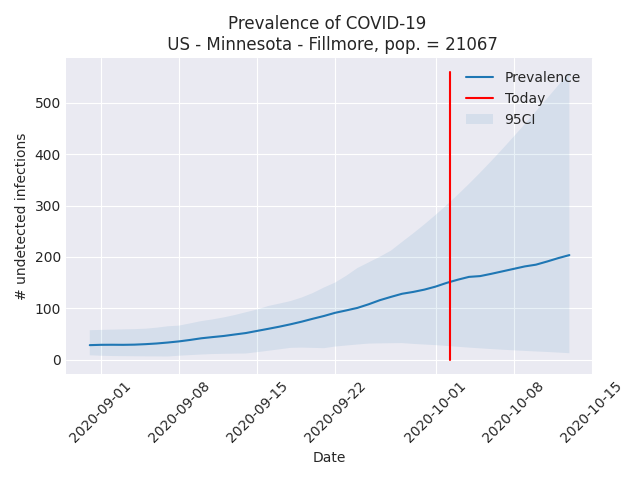 Prevalence of COVID-19
US - Minnesota - Fillmore, pop. = 21067
Prevalence
Today
95CI
# undetected infections
500
400
300
200
100
0
2020-09-01
2020-09-08
2020-09-15
2020-09-22
2020-10-01
2020-10-08
2020-10-15
Date